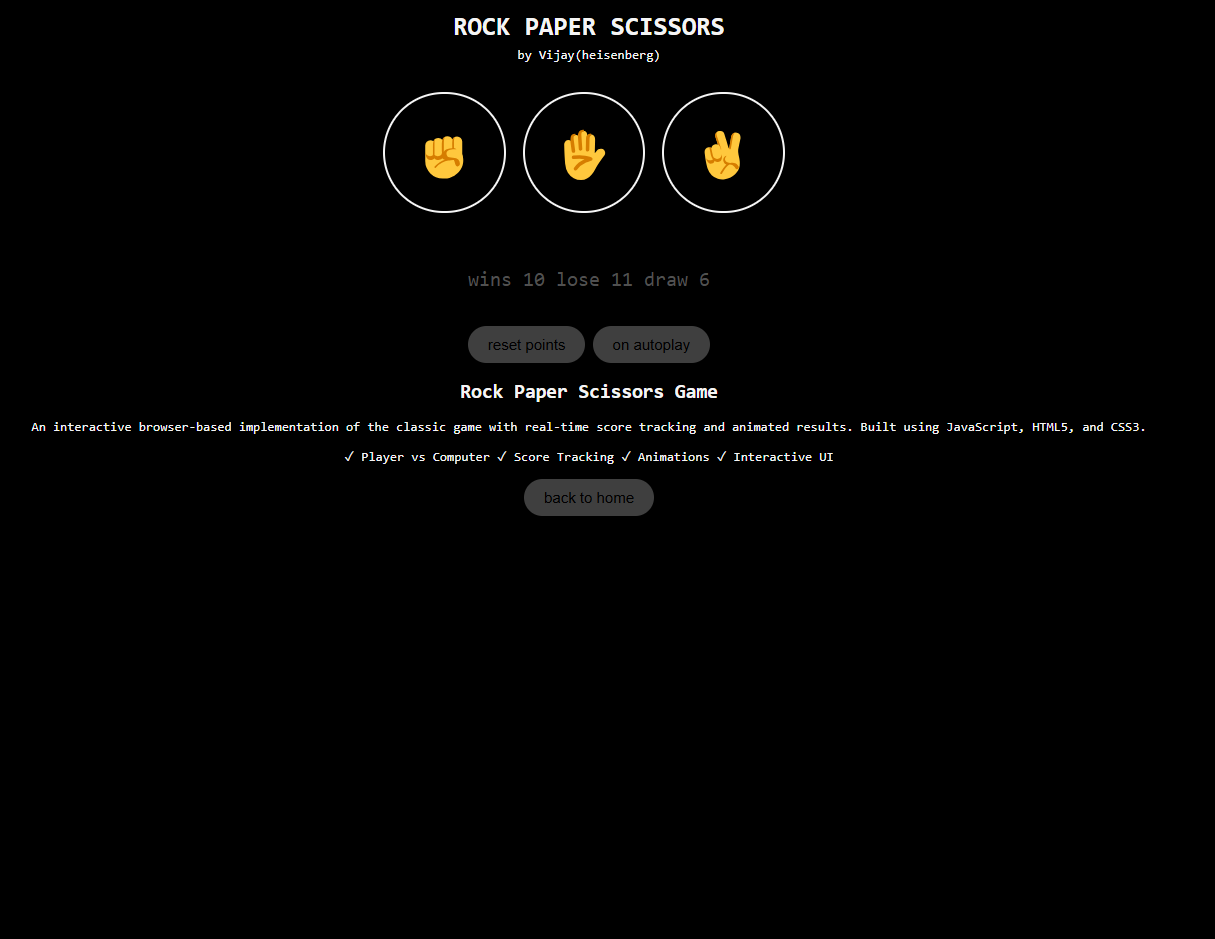 ROCK PAPER SCISSORS
by Vijay(heisenberg)
wins 10 lose 11 draw 6
reset points on autoplay
Rock Paper Scissors Game
An interactive browser-based implementation of the classic game with real-time score tracking and animated results. Built using JavaScript, HTML5, and CSS3.
✓ Player vs Computer ✓ Score Tracking ✓ Animations ✓ Interactive UI
back to home